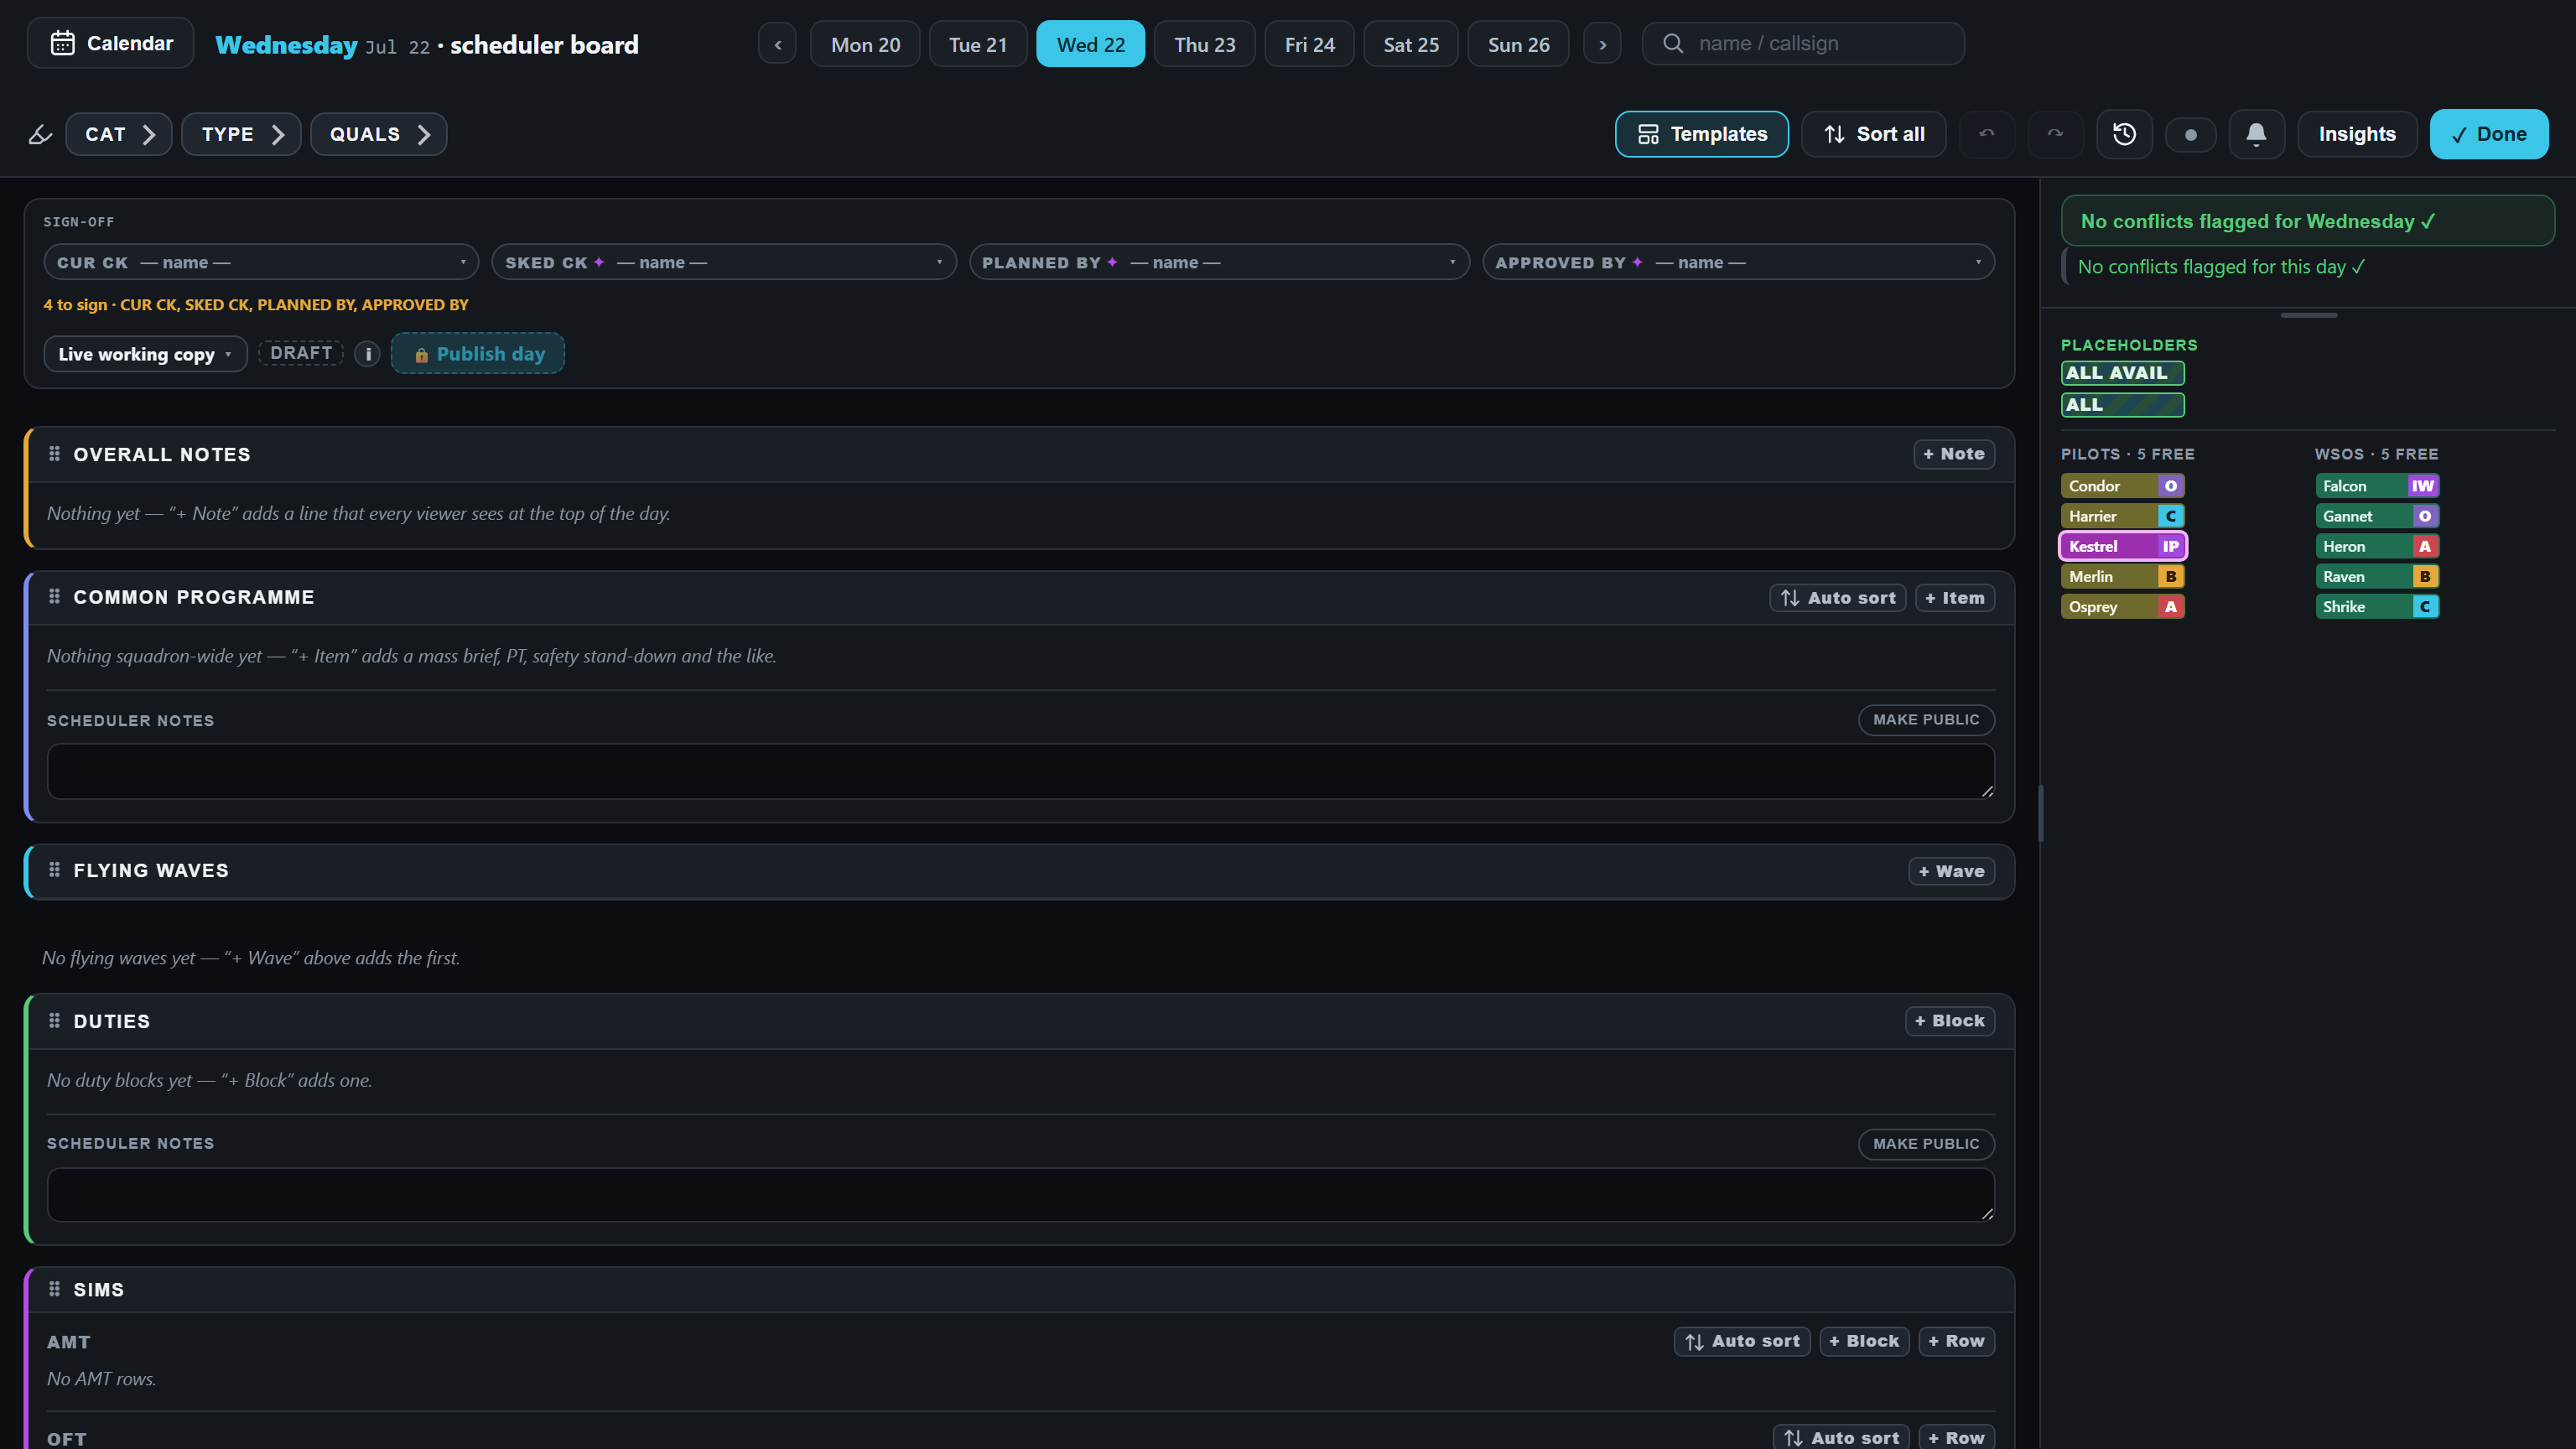 Calendar
Wednesday Jul 22 · scheduler board
‹ Mon 20 Tue 21 Wed 22 Thu 23 Fri 24 Sat 25 Sun 26 › name / callsign
CAT TYPE QUALS
Templates Sort all Insights ✓ Done
SIGN-OFF
CUR CK — name — SKED CK ✦ — name — PLANNED BY ✦ — name — APPROVED BY ✦ — name —
4 to sign · CUR CK, SKED CK, PLANNED BY, APPROVED BY
Live working copy DRAFT i Publish day
OVERALL NOTES + Note
Nothing yet — “+ Note” adds a line that every viewer sees at the top of the day.
COMMON PROGRAMME Auto sort + Item
Nothing squadron-wide yet — “+ Item” adds a mass brief, PT, safety stand-down and the like.
SCHEDULER NOTES MAKE PUBLIC
FLYING WAVES + Wave
No flying waves yet — “+ Wave” above adds the first.
DUTIES + Block
No duty blocks yet — “+ Block” adds one.
SCHEDULER NOTES MAKE PUBLIC
SIMS
AMT Auto sort + Block + Row
No AMT rows.
OFT Auto sort + Row
No conflicts flagged for Wednesday ✓
No conflicts flagged for this day ✓
PLACEHOLDERS
ALL AVAIL
ALL
PILOTS · 5 FREE
Condor O
Harrier C
Kestrel IP
Merlin B
Osprey A
WSOS · 5 FREE
Falcon IW
Gannet O
Heron A
Raven B
Shrike C